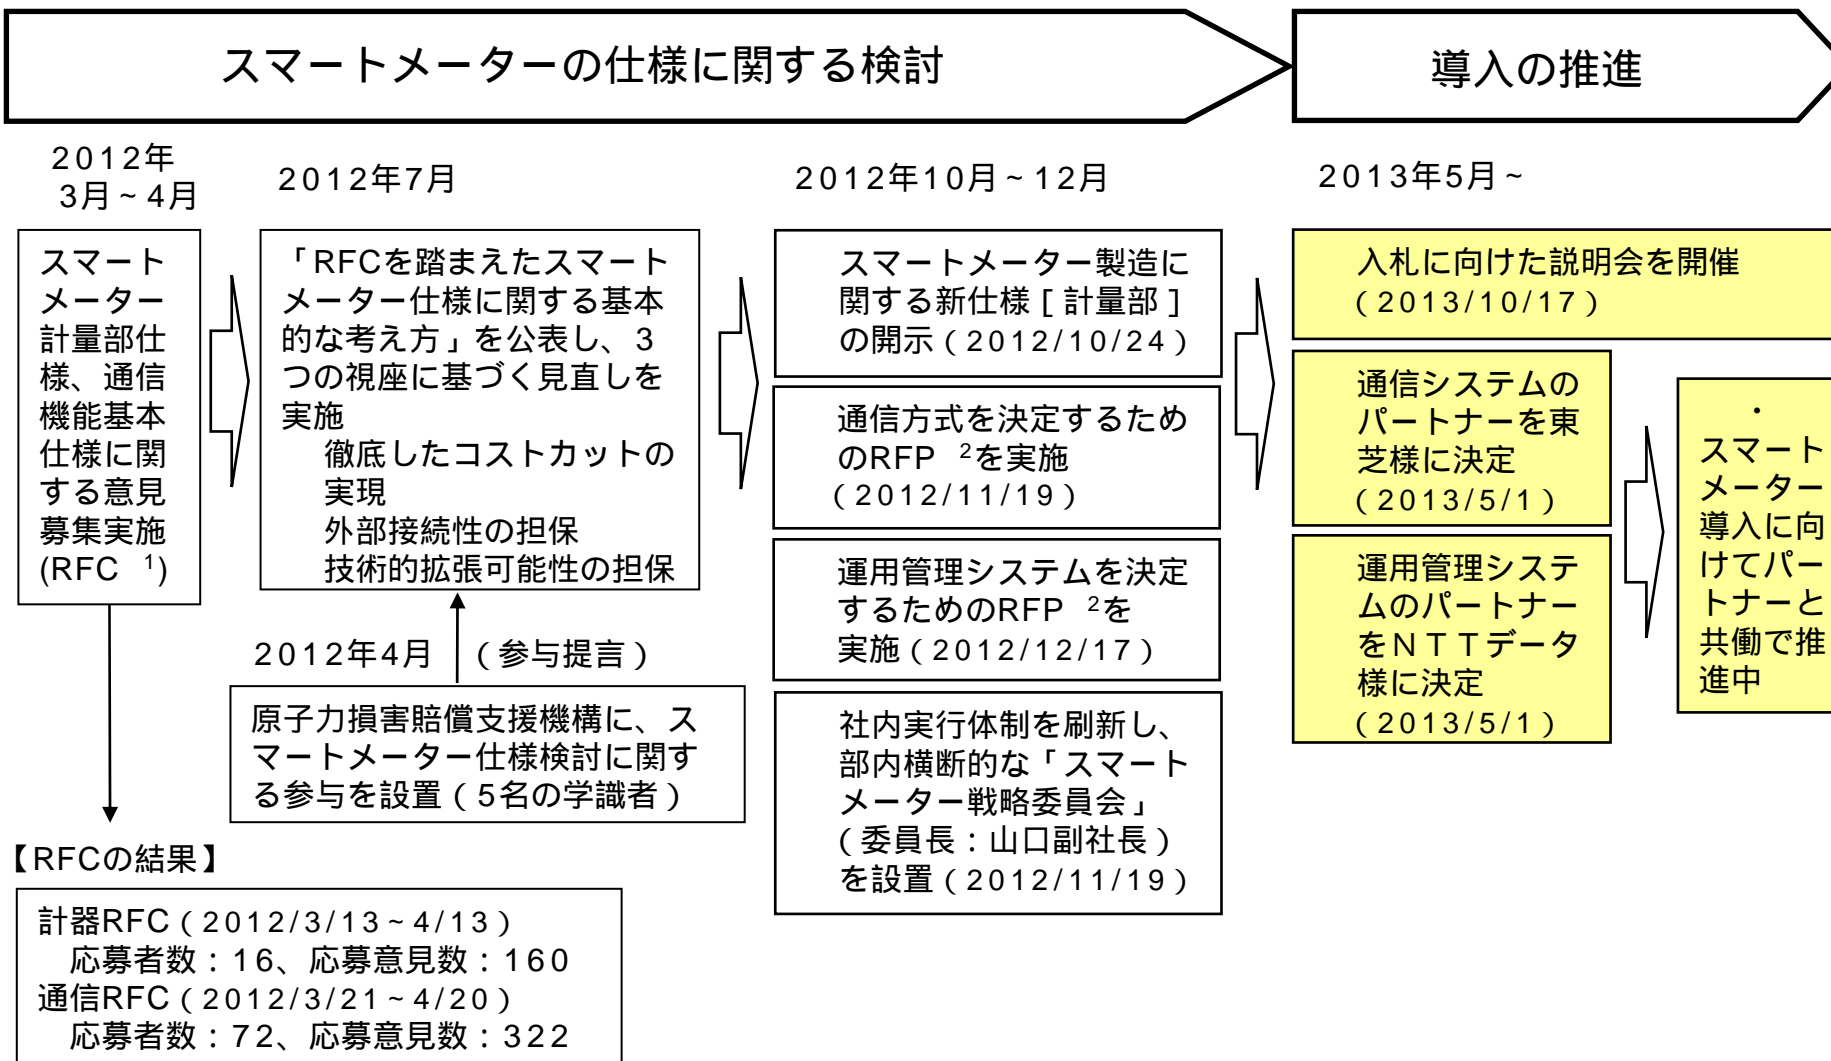 スマートメーターの仕様に関する検討
導入の推進
2012年
3月~4月
スマート
メーター
計量部仕
様、通信
機能基本
仕様に関
する意見
募集実施
(RFC 1)
2012年7月
「RFCを踏まえたスマート
メーター仕様に関する基本
的な考え方」を公表し、3
つの視座に基づく見直しを
実施
徹底したコストカットの
実現
外部接続性の担保
技術的拡張可能性の担保
2012年4月
(参与提言)
原子力損害賠償支援機構に、ス
マートメーター仕様検討に関す
る参与を設置(5名の学識者)
【RFCの結果】
計器RFC(2012/3/13~4/13)
応募者数:16、応募意見数:160
通信RFC(2012/3/21~4/20)
応募者数:72、応募意見数:322
2012年10月~12月
スマートメーター製造に
関する新仕様[計量部]
の開示(2012/10/24)
通信方式を決定するため
のRFP 2を実施
(2012/11/19)
運用管理システムを決定
するためのRFP 2を
実施(2012/12/17)
社内実行体制を刷新し、
部内横断的な「スマート
メーター戦略委員会」
(委員長:山口副社長)
を設置(2012/11/19)
2013年5月~
入札に向けた説明会を開催
(2013/10/17)
通信システムの
パートナーを東
芝様に決定
(2013/5/1)
運用管理システ
ムのパートナー
をNTTデータ
様に決定
(2013/5/1)
・
スマート
メーター
導入に向
けてパー
トナーと
共働で推
進中